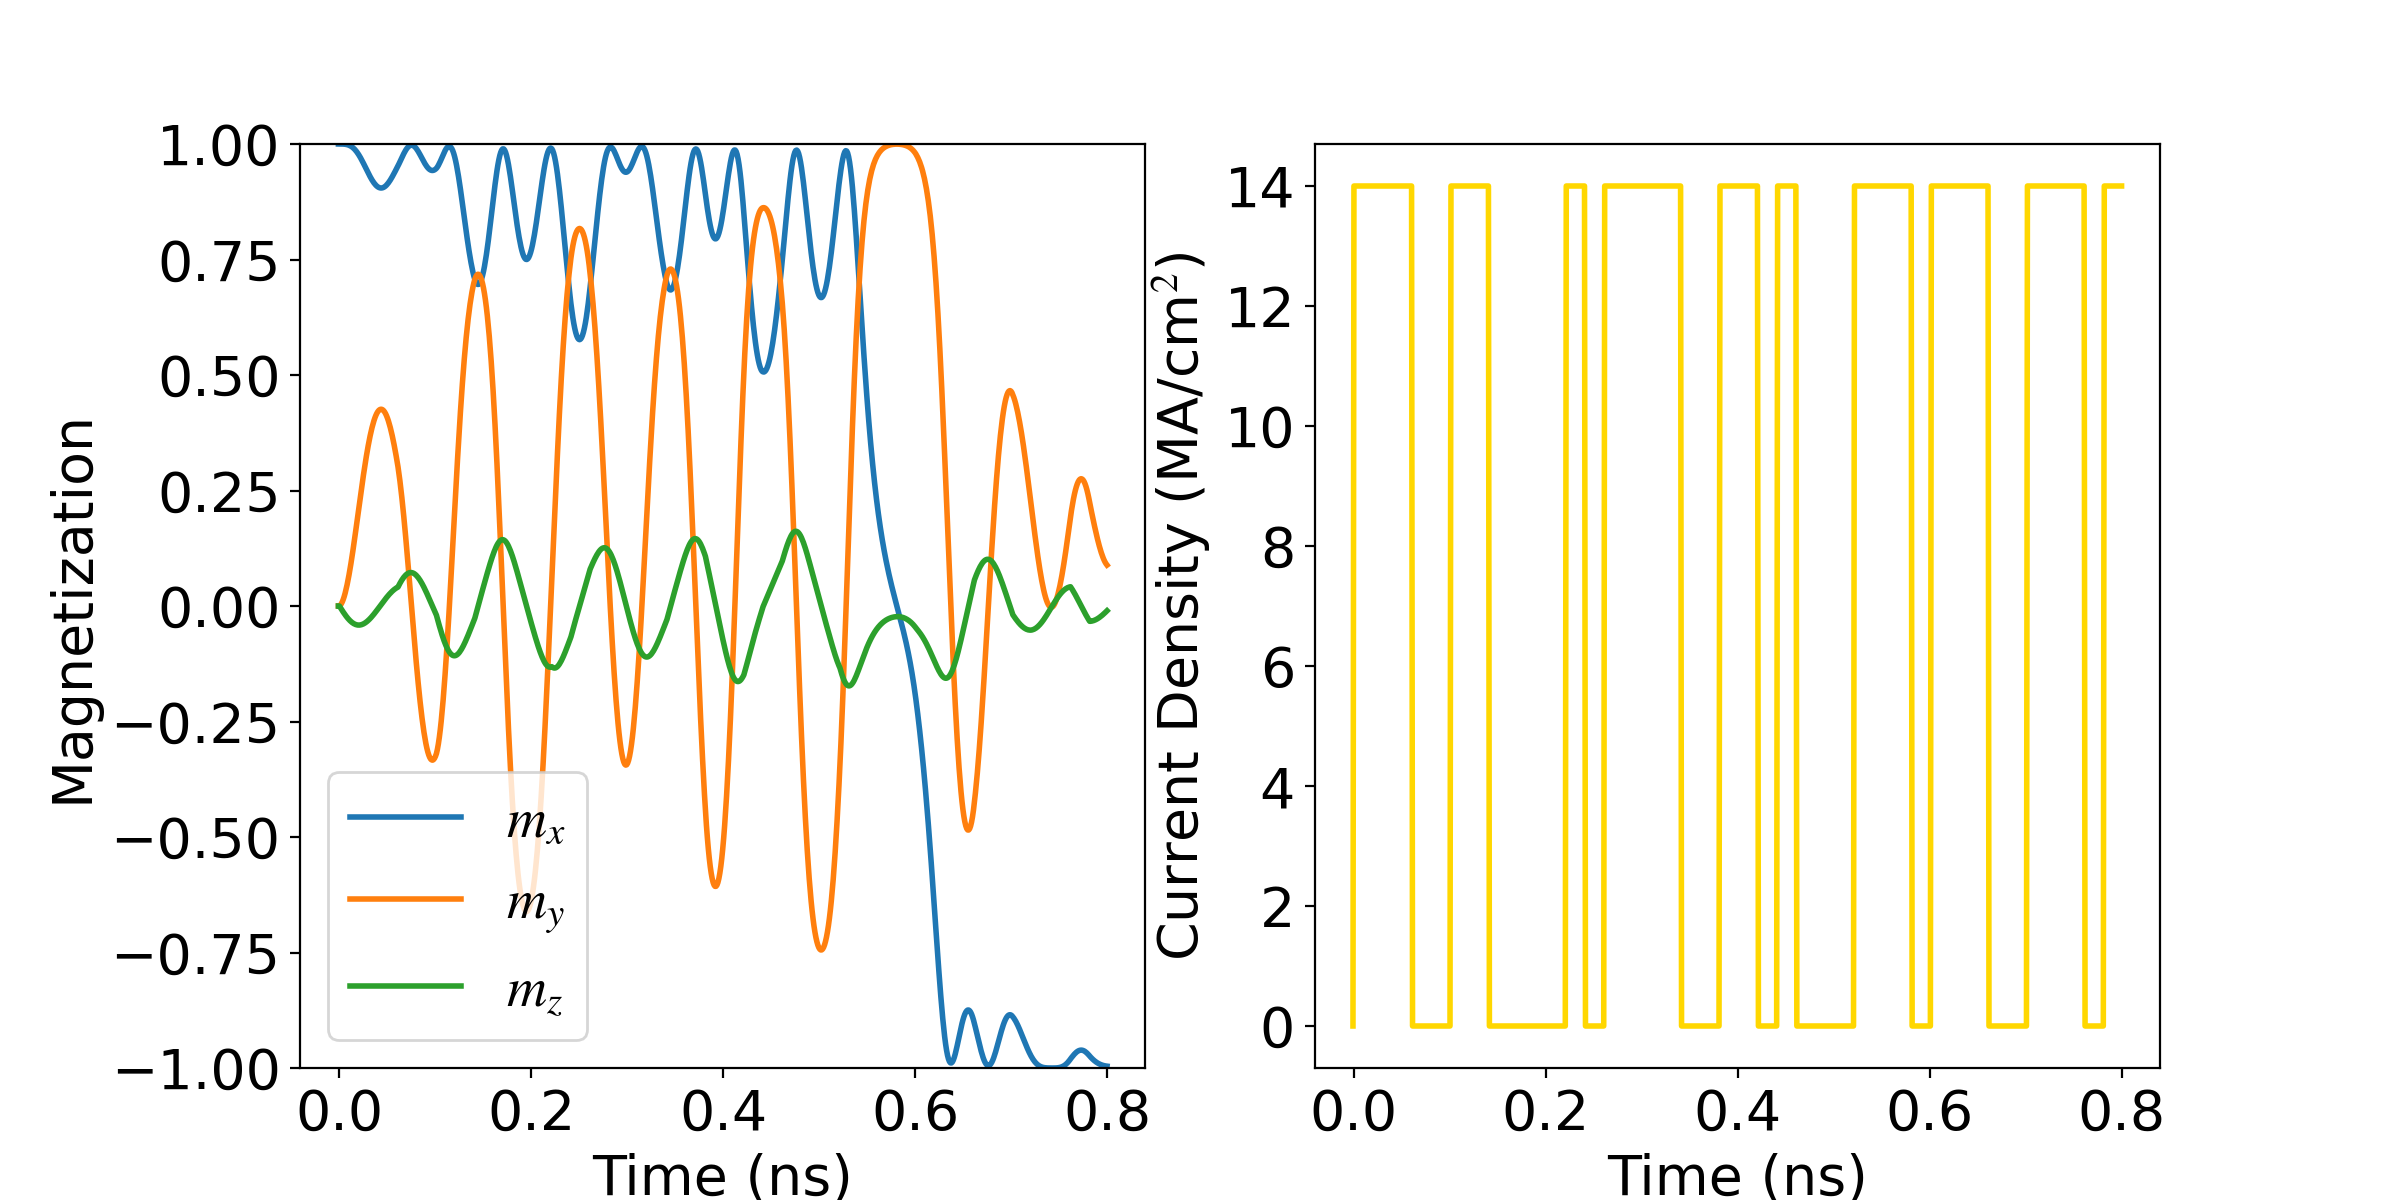 Magnetization
1.00
0.75
0.50
0.25
0.00
−0.25
−0.50
−0.75
−1.00
m_x
m_y
m_z
0.0 0.2 0.4 0.6 0.8
Time (ns)
Current Density (MA/cm²)
14
12
10
8
6
4
2
0
0.0 0.2 0.4 0.6 0.8
Time (ns)